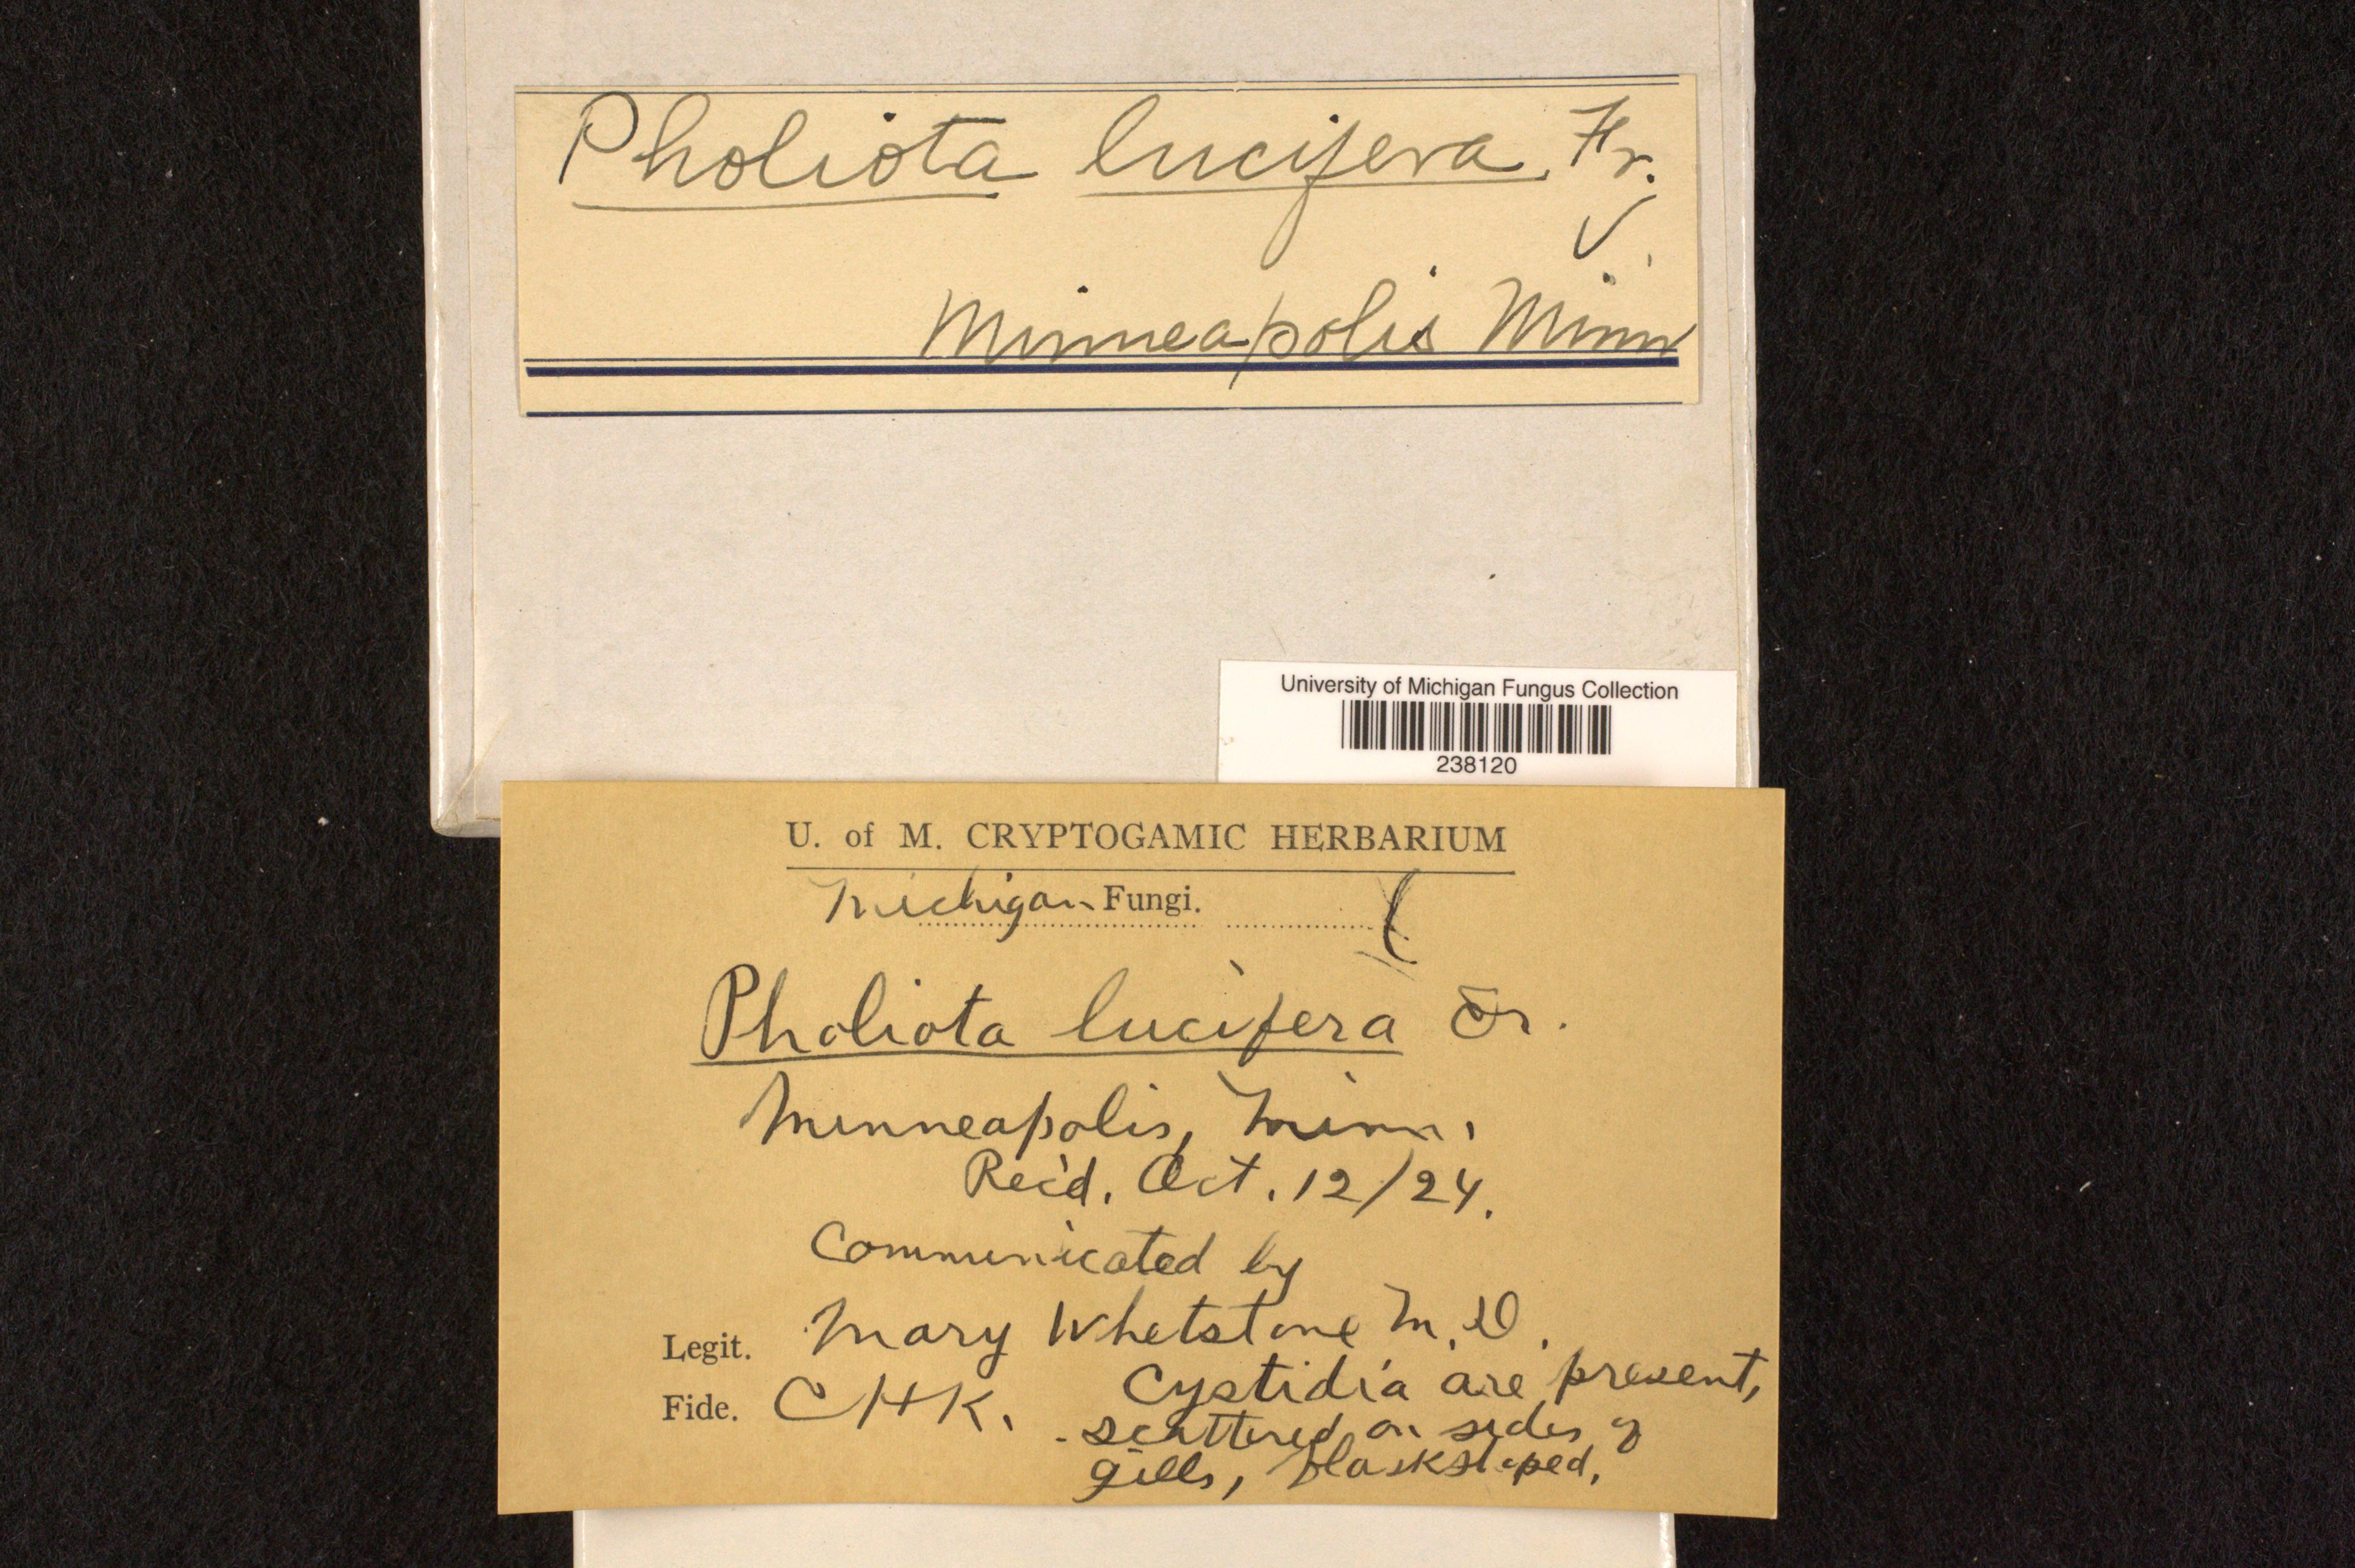 Pholiota lucifera. Fr.
Minneapolis Minn
University of Michigan Fungus Collection
238120
U. of M. CRYPTOGAMIC HERBARIUM
Michigan Fungi.
Pholiota lucifera Fr.
Minneapolis, Minn.
Rec'd. Oct. 12/24.
Communicated by
Legit. Mary Whetstone M.D.
Fide. CHK. Cystidia are present,
scattered on sides of
gills, flaskshaped.